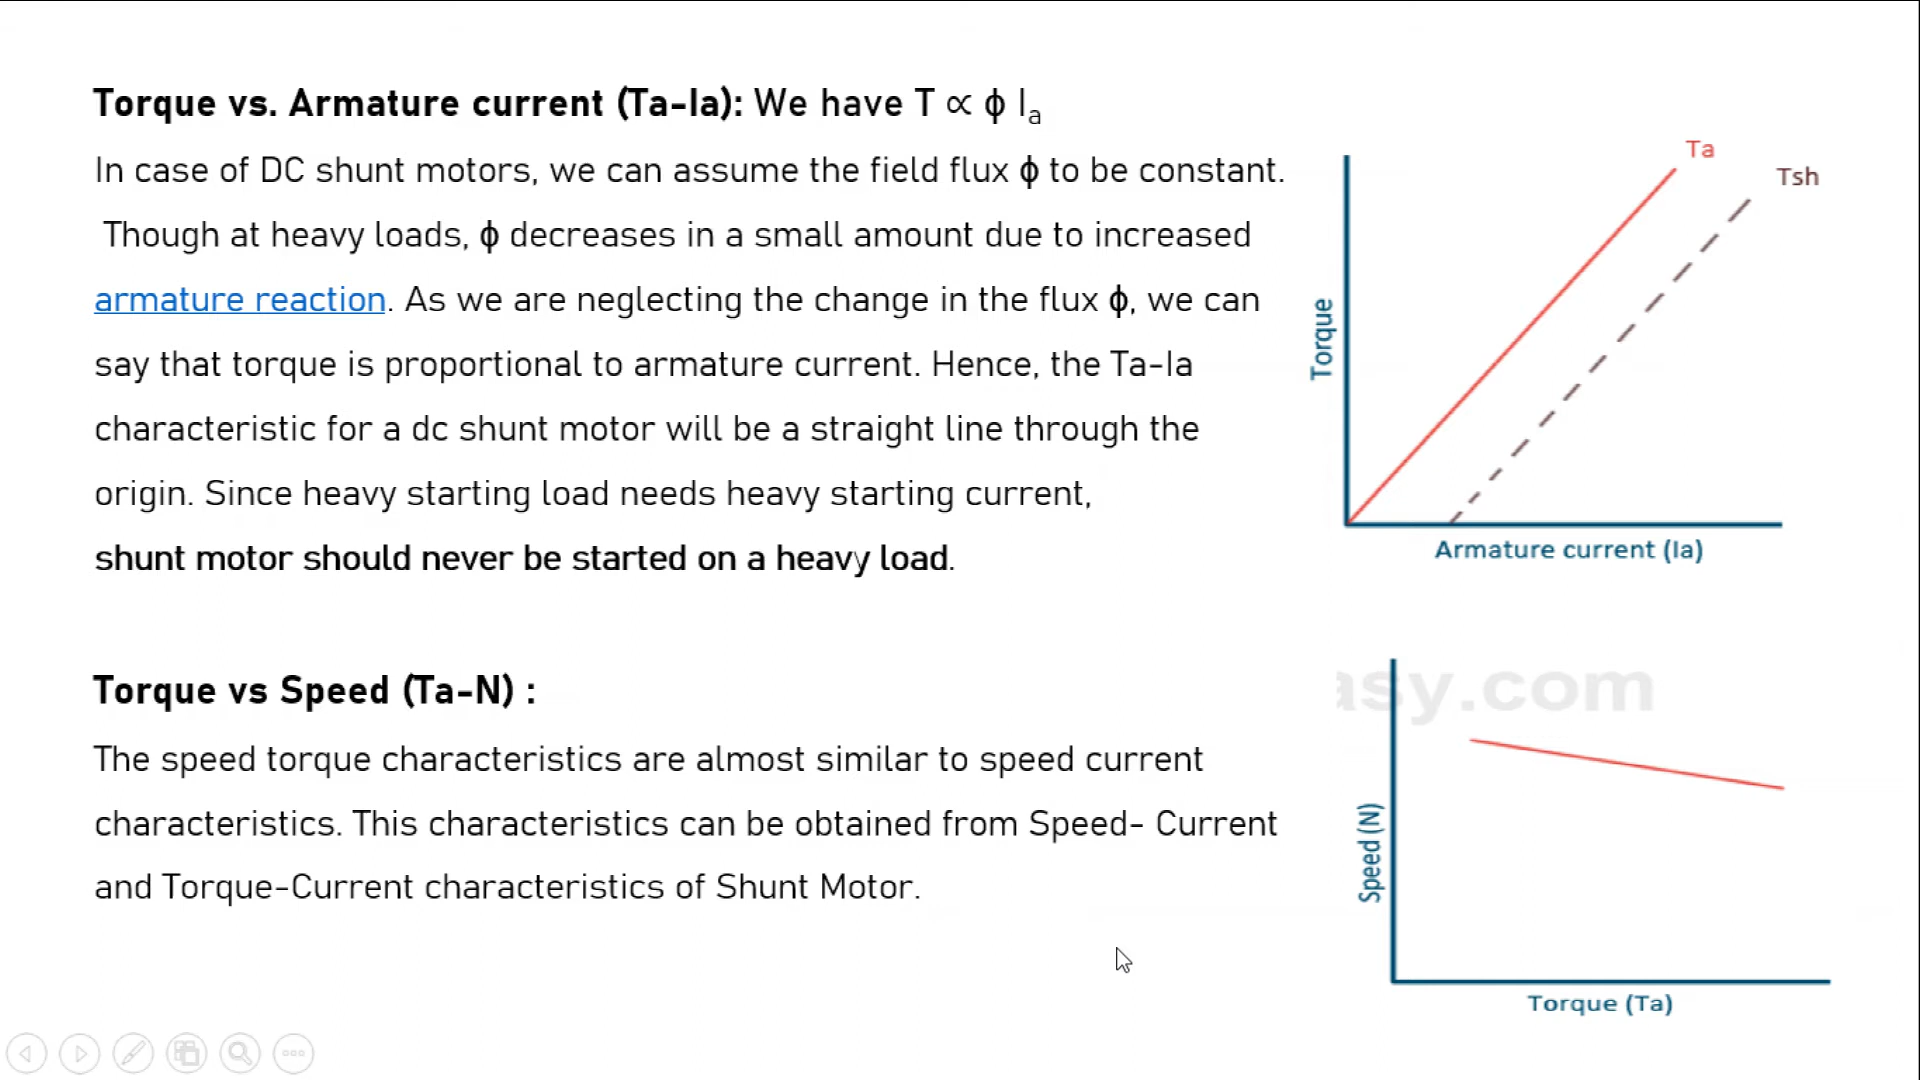 Torque vs. Armature current (Ta-Ia): We have T ∝ ɸ Iₐ
In case of DC shunt motors, we can assume the field flux ɸ to be constant.
Though at heavy loads, ɸ decreases in a small amount due to increased
armature reaction. As we are neglecting the change in the flux ɸ, we can
say that torque is proportional to armature current. Hence, the Ta-Ia
characteristic for a dc shunt motor will be a straight line through the
origin. Since heavy starting load needs heavy starting current,
shunt motor should never be started on a heavy load.
Ta
Tsh
Torque
Armature current (Ia)
Torque vs Speed (Ta-N) :
The speed torque characteristics are almost similar to speed current
characteristics. This characteristics can be obtained from Speed- Current
and Torque-Current characteristics of Shunt Motor.
asy.com
Speed (N)
Torque (Ta)